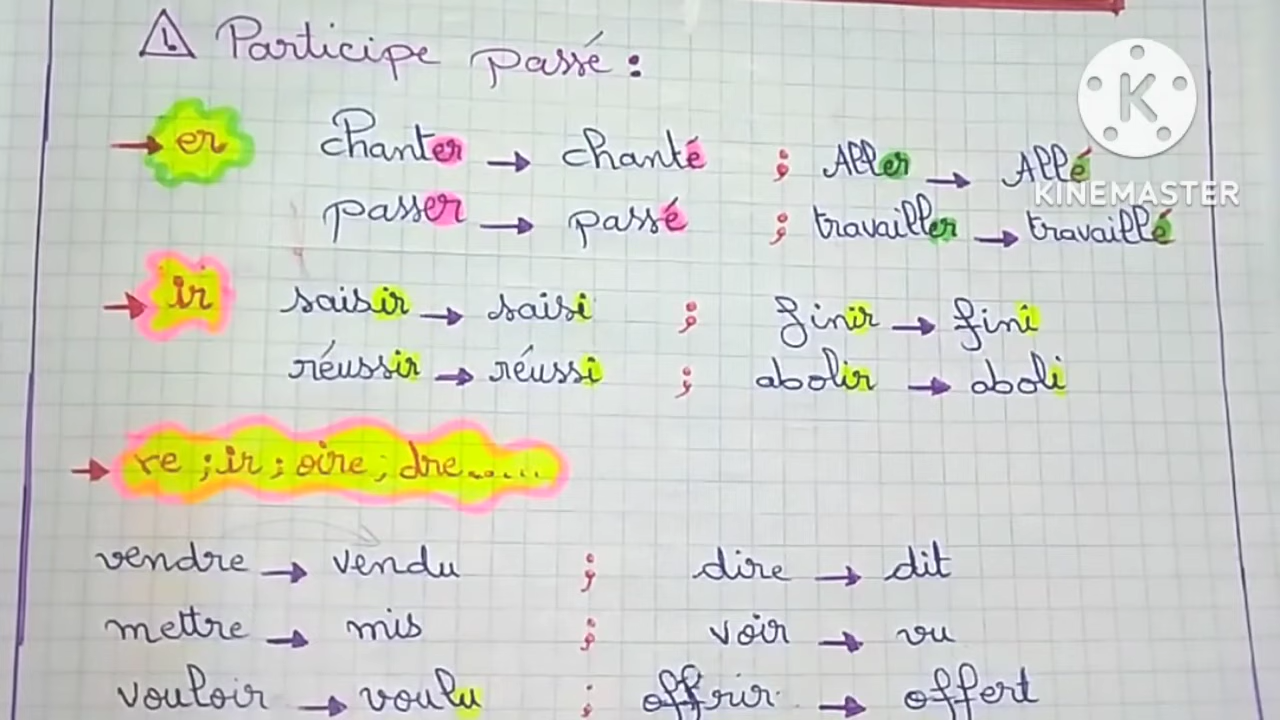 Participe passé :
→ er chanter → chanté ; Aller → Allé
passer → passé ; travailler → travaillé
→ ir saisir → saisi ; finir → fini
réussir → réussi ; abolir → aboli
→ re ; ir ; oire ; dre......
vendre → vendu ; dire → dit
mettre → mis ; voir → vu
vouloir → voulu ; offrir → offert
K
KINEMASTER